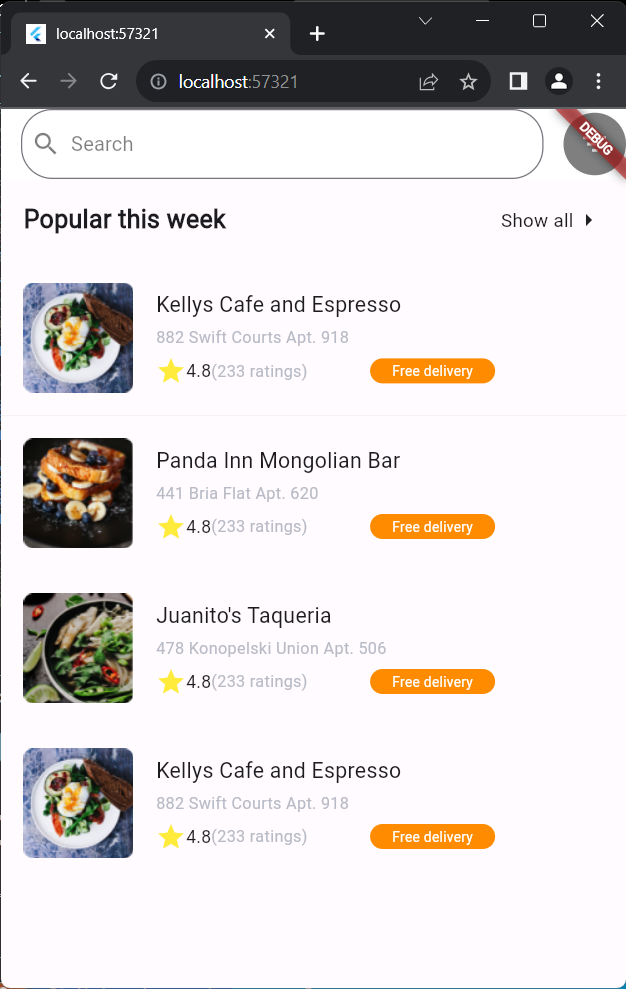 localhost:57321
localhost:57321
Search
DEBUG
Popular this week
Show all
Kellys Cafe and Espresso
882 Swift Courts Apt. 918
4.8(233 ratings)
Free delivery
Panda Inn Mongolian Bar
441 Bria Flat Apt. 620
4.8(233 ratings)
Free delivery
Juanito's Taqueria
478 Konopelski Union Apt. 506
4.8(233 ratings)
Free delivery
Kellys Cafe and Espresso
882 Swift Courts Apt. 918
4.8(233 ratings)
Free delivery